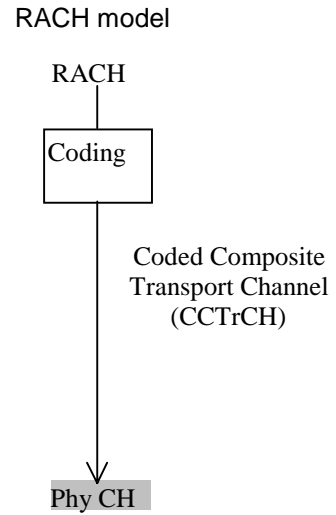 RACH model
RACH
Coding
Coded Composite
Transport Channel
(CCTrCH)
Phy CH